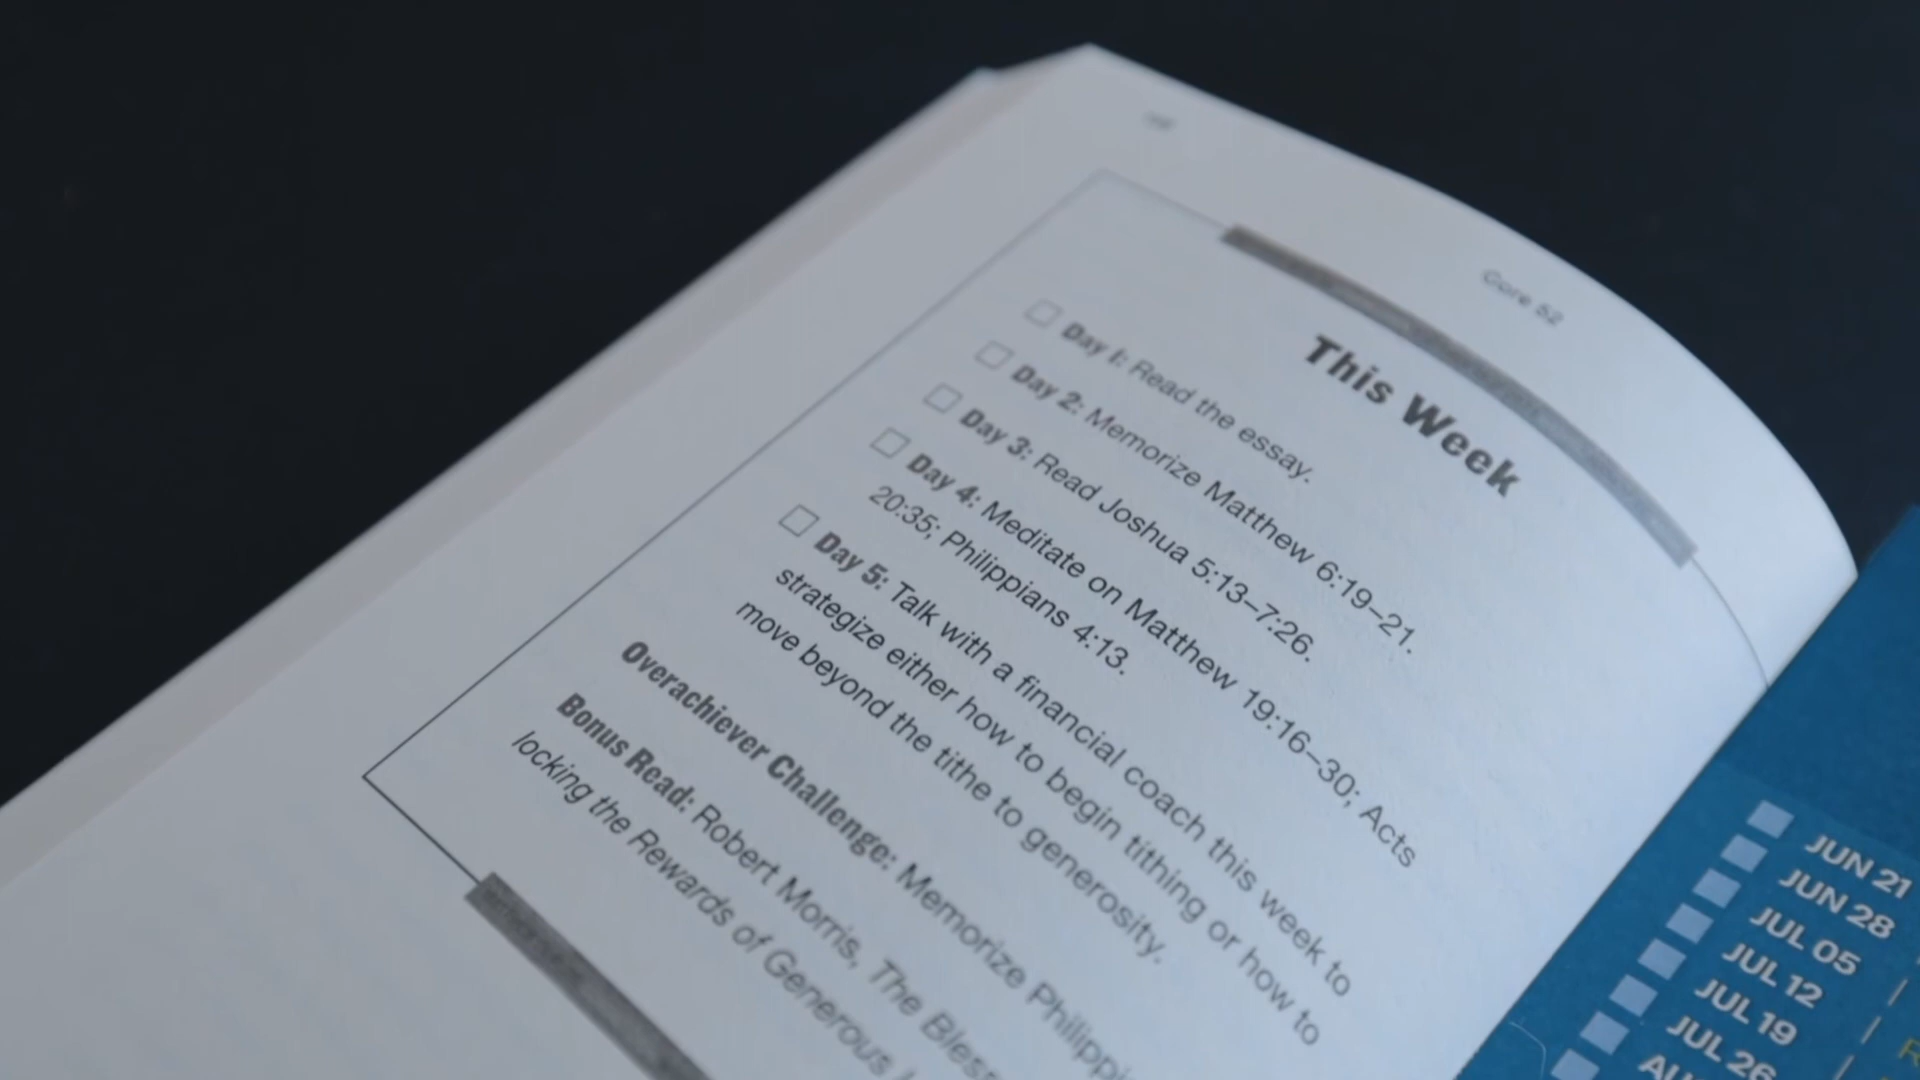 Core 52
This Week
Day 1: Read the essay.
Day 2: Memorize Matthew 6:19–21.
Day 3: Read Joshua 5:13–7:26.
Day 4: Meditate on Matthew 19:16–30; Acts
20:35; Philippians 4:13.
Day 5: Talk with a financial coach this week to
strategize either how to begin tithing or how to
move beyond the tithe to generosity.
Overachiever Challenge: Memorize
Bonus Read: Robert Morris, The
locking the Rewards of Generous
JUN 21
JUN 28
JUL 05
JUL 12
JUL 19
JUL 26